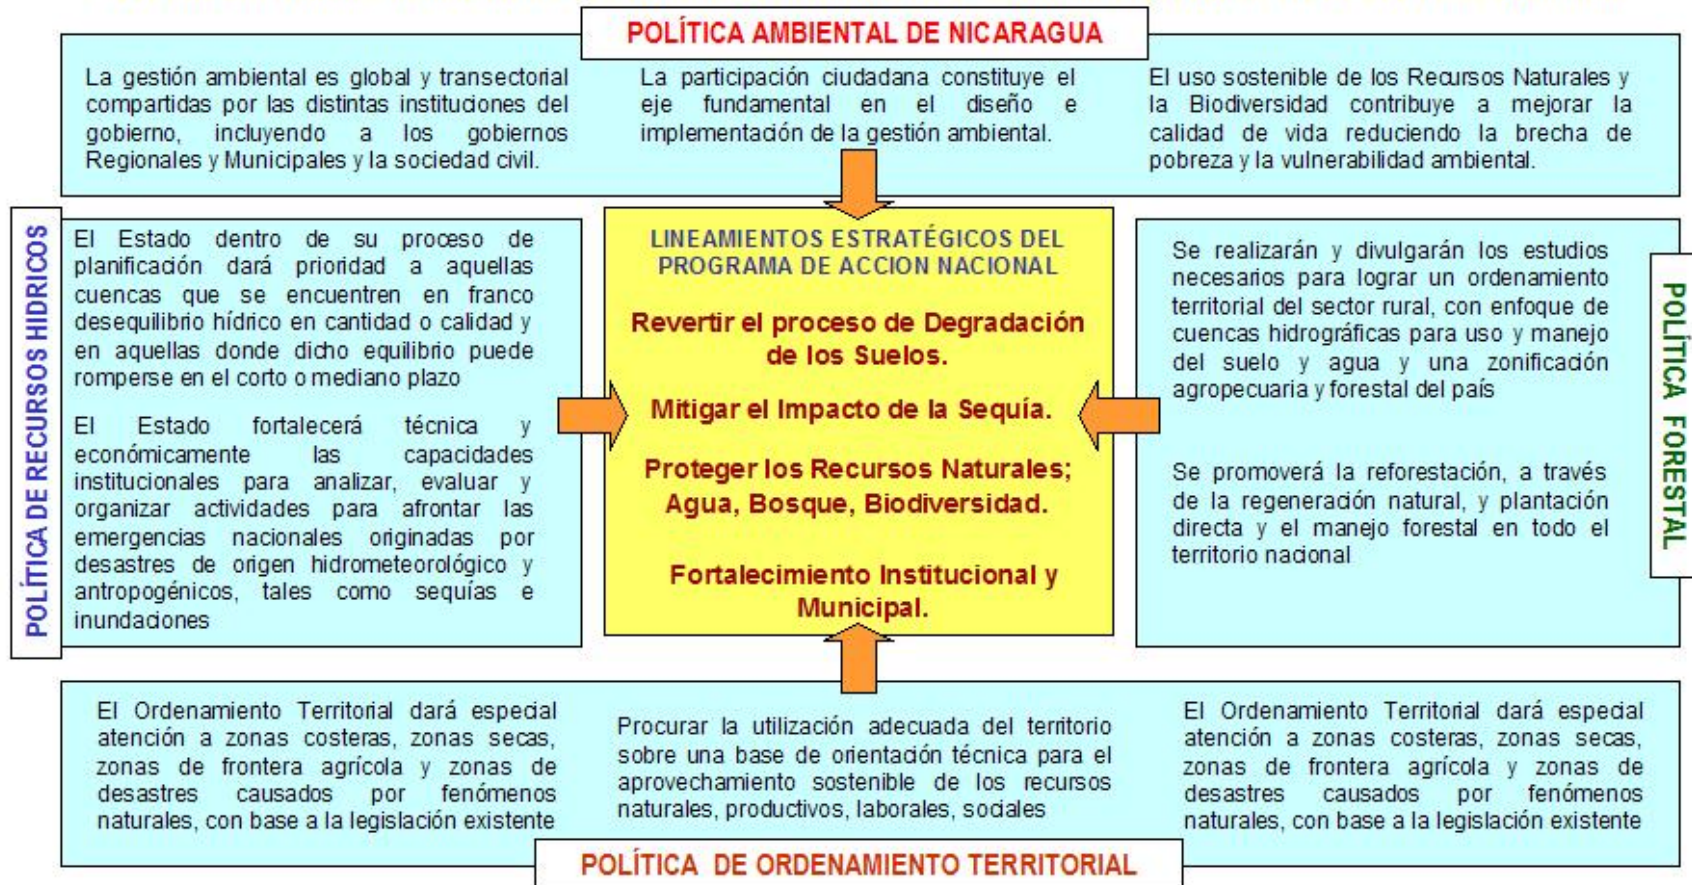 POLÍTICA AMBIENTAL DE NICARAGUA
La gestión ambiental es global y transectorial
compartidas por las distintas instituciones del
gobierno, incluyendo a los gobiernos
Regionales y Municipales y la sociedad civil.
La participación ciudadana constituye el
eje fundamental en el diseño e
implementación de la gestión ambiental.
El uso sostenible de los Recursos Naturales y
la Biodiversidad contribuye a mejorar la
calidad de vida reduciendo la brecha de
pobreza y la vulnerabilidad ambiental.
POLÍTICA DE RECURSOS HIDRICOS
El Estado dentro de su proceso de
planificación dará prioridad a aquellas
cuencas que se encuentren en franco
desequilibrio hídrico en cantidad o calidad y
en aquellas donde dicho equilibrio puede
romperse en el corto o mediano plazo
El Estado fortalecerá técnica y
económicamente las capacidades
institucionales para analizar, evaluar y
organizar actividades para afrontar las
emergencias nacionales originadas por
desastres de origen hidrometeorológico y
antropogénicos, tales como sequías e
inundaciones
LINEAMIENTOS ESTRATÉGICOS DEL
PROGRAMA DE ACCION NACIONAL
Revertir el proceso de Degradación
de los Suelos.
Mitigar el Impacto de la Sequía.
Proteger los Recursos Naturales;
Agua, Bosque, Biodiversidad.
Fortalecimiento Institucional y
Municipal.
Se realizarán y divulgarán los estudios
necesarios para lograr un ordenamiento
territorial del sector rural, con enfoque de
cuencas hidrográficas para uso y manejo
del suelo y agua y una zonificación
agropecuaria y forestal del país
Se promoverá la reforestación, a través
de la regeneración natural, y plantación
directa y el manejo forestal en todo el
territorio nacional
POLÍTICA FORESTAL
El Ordenamiento Territorial dará especial
atención a zonas costeras, zonas secas,
zonas de frontera agrícola y zonas de
desastres causados por fenómenos
naturales, con base a la legislación existente
Procurar la utilización adecuada del territorio
sobre una base de orientación técnica para el
aprovechamiento sostenible de los recursos
naturales, productivos, laborales, sociales
El Ordenamiento Territorial dará especial
atención a zonas costeras, zonas secas,
zonas de frontera agrícola y zonas de
desastres causados por fenómenos
naturales, con base a la legislación existente
POLÍTICA DE ORDENAMIENTO TERRITORIAL